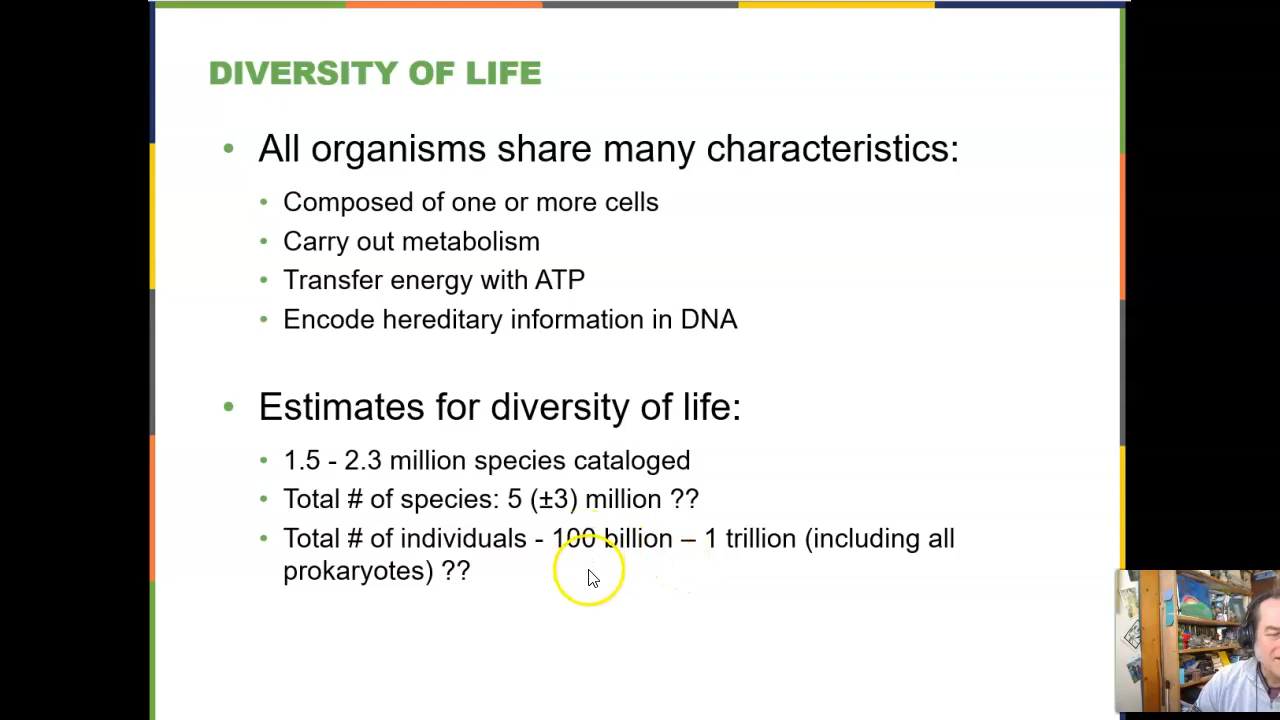 DIVERSITY OF LIFE
• All organisms share many characteristics:
• Composed of one or more cells
• Carry out metabolism
• Transfer energy with ATP
• Encode hereditary information in DNA
• Estimates for diversity of life:
• 1.5 - 2.3 million species cataloged
• Total # of species: 5 (±3) million ??
• Total # of individuals - 100 billion – 1 trillion (including all
prokaryotes) ??